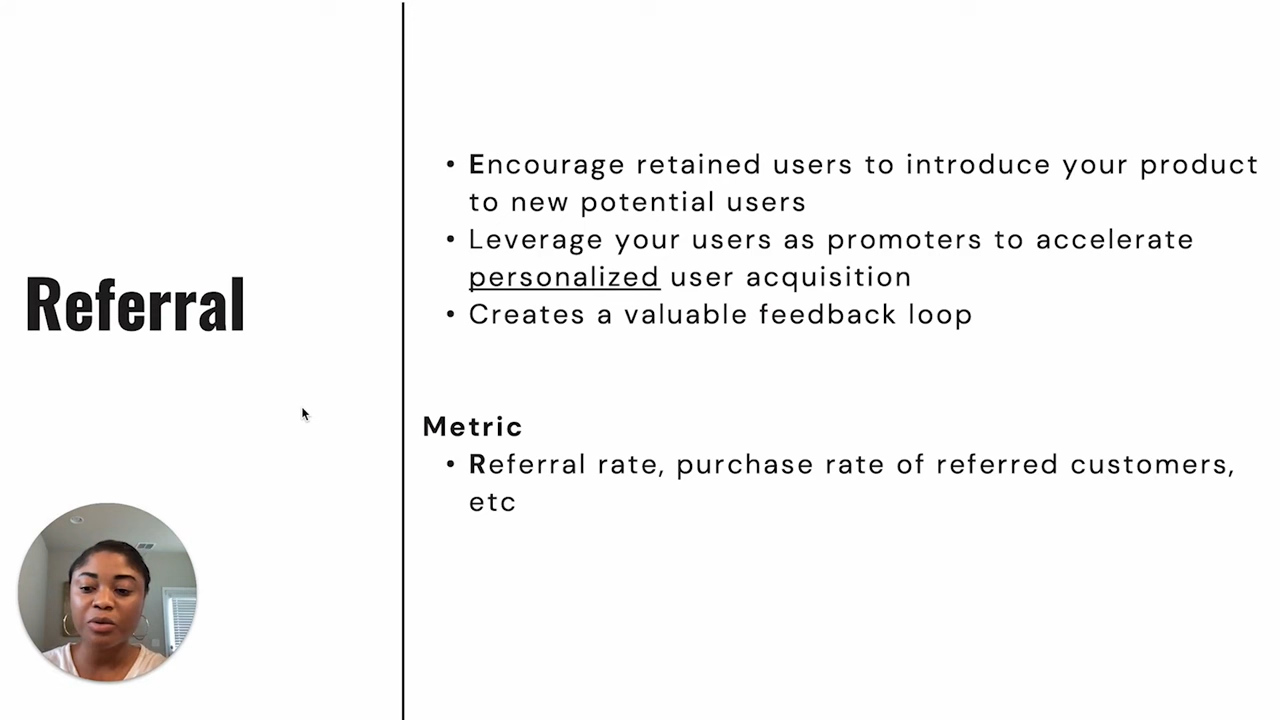 Referral
• Encourage retained users to introduce your product
to new potential users
• Leverage your users as promoters to accelerate
personalized user acquisition
• Creates a valuable feedback loop
Metric
• Referral rate, purchase rate of referred customers,
etc